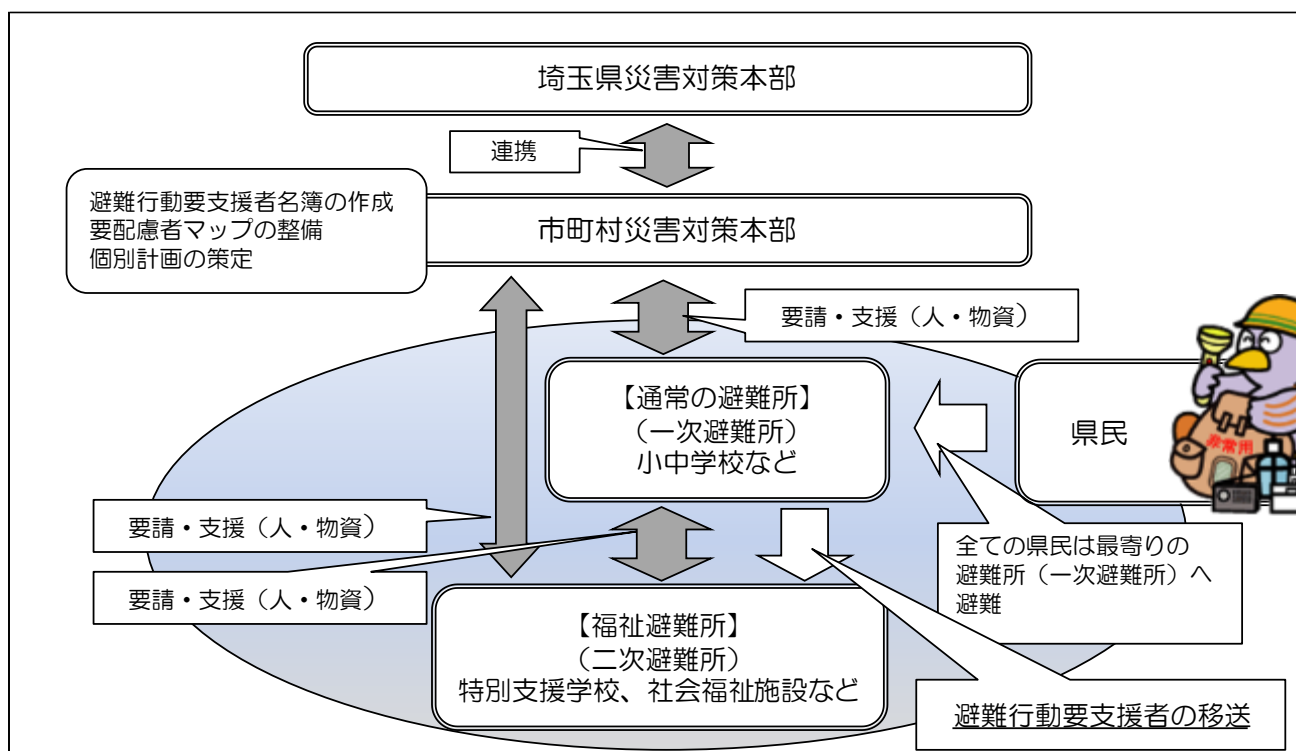 埼玉県災害対策本部
連携
避難行動要支援者名簿の作成
要配慮者マップの整備
個別計画の策定
市町村災害対策本部
要請・支援（人・物資）
【通常の避難所】
（一次避難所）
小中学校など
県民
非常用
要請・支援（人・物資）
要請・支援（人・物資）
全ての県民は最寄りの
避難所（一次避難所）へ
避難
【福祉避難所】
（二次避難所）
特別支援学校、社会福祉施設など
避難行動要支援者の移送